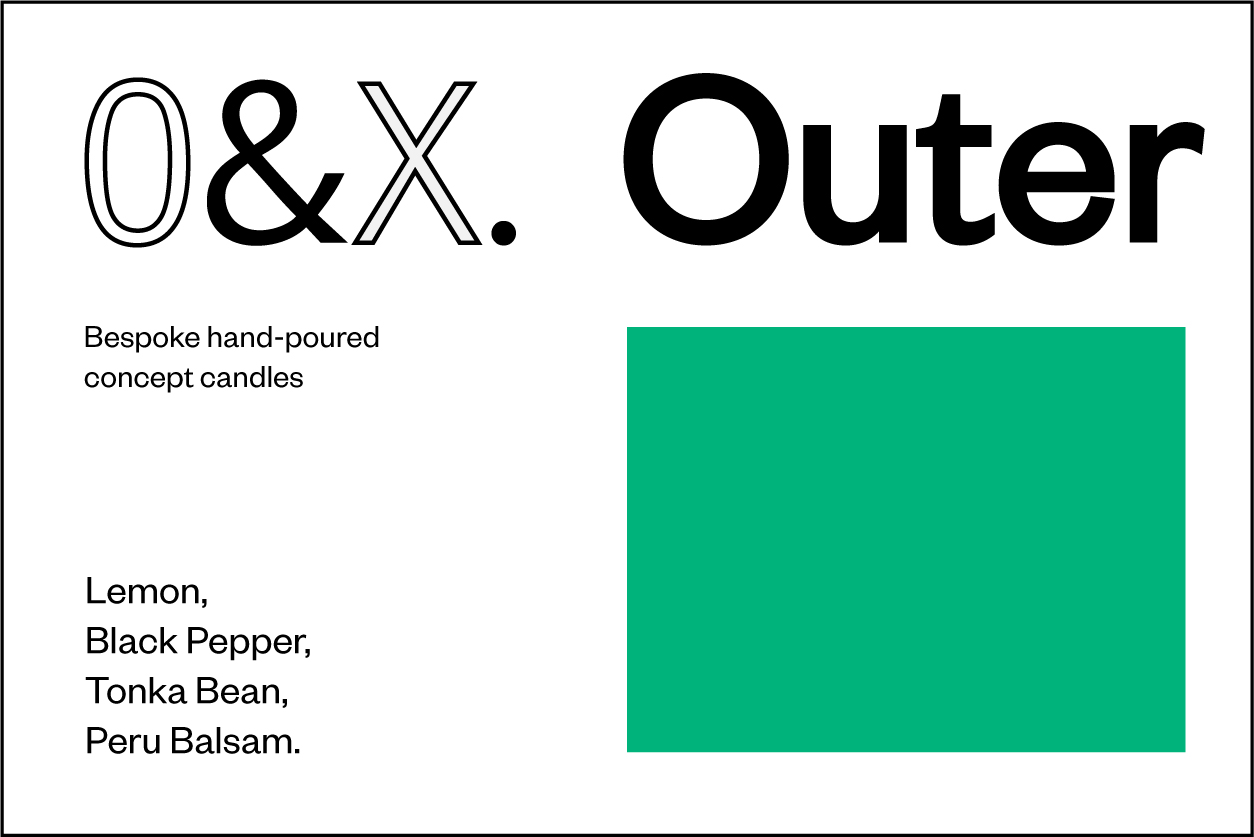 O&X.
Outer
Bespoke hand-poured
concept candles
Lemon,
Black Pepper,
Tonka Bean,
Peru Balsam.